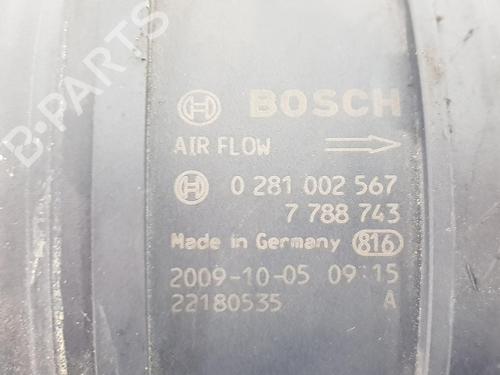 BOSCH
AIR FLOW
0 281 002 567
7 788 743
Made in Germany 816
2009-10-05 09:15
22180535 A
B-PARTS